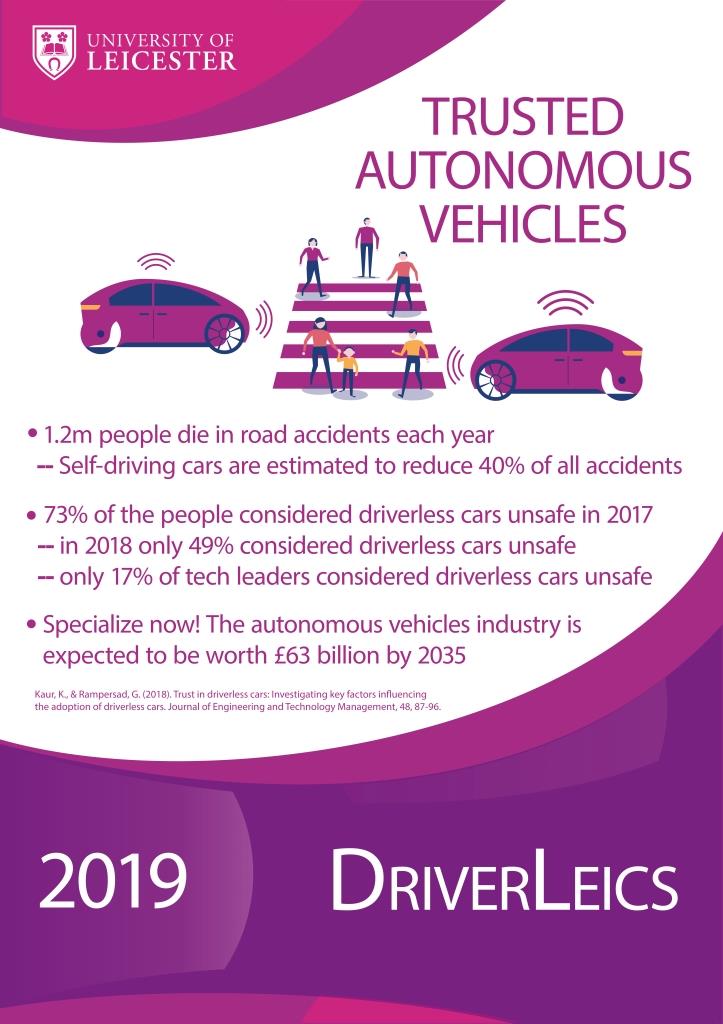 UNIVERSITY OF
LEICESTER
TRUSTED
AUTONOMOUS
VEHICLES
• 1.2m people die in road accidents each year
-- Self-driving cars are estimated to reduce 40% of all accidents
• 73% of the people considered driverless cars unsafe in 2017
-- in 2018 only 49% considered driverless cars unsafe
-- only 17% of tech leaders considered driverless cars unsafe
• Specialize now! The autonomous vehicles industry is
expected to be worth £63 billion by 2035
Kaur, K., & Rampersad, G. (2018). Trust in driverless cars: Investigating key factors influencing
the adoption of driverless cars. Journal of Engineering and Technology Management, 48, 87-96.
2019
DRIVERLEICS